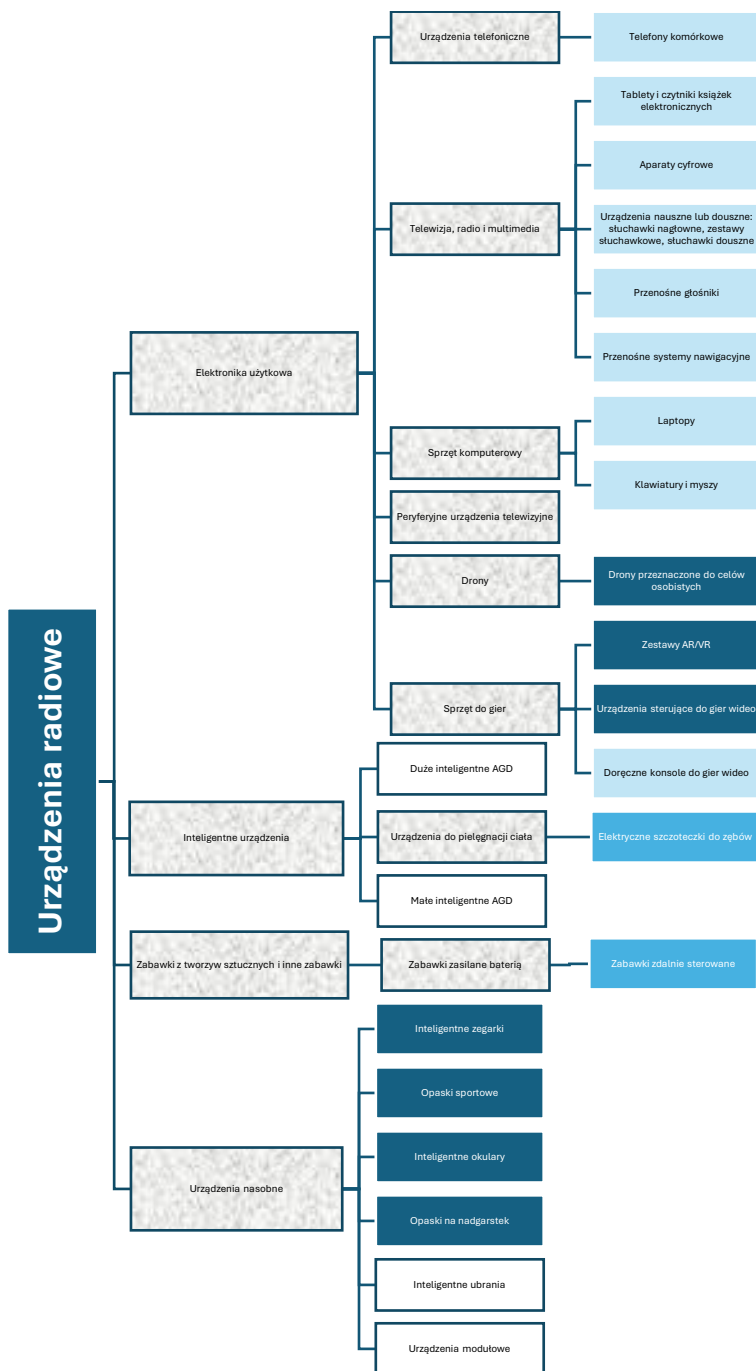 Urządzenia radiowe
Elektronika użytkowa
Urządzenia telefoniczne
Telefony komórkowe
Telewizja, radio i multimedia
Tablety i czytniki książek
elektronicznych
Aparaty cyfrowe
Urządzenia nauszne lub douszne:
słuchawki nagłowne, zestawy
słuchawkowe, słuchawki douszne
Przenośne głośniki
Przenośne systemy nawigacyjne
Sprzęt komputerowy
Laptopy
Klawiatury i myszy
Peryferyjne urządzenia telewizyjne
Drony
Drony przeznaczone do celów
osobistych
Sprzęt do gier
Zestawy AR/VR
Urządzenia sterujące do gier wideo
Doręczne konsole do gier wideo
Inteligentne urządzenia
Duże inteligentne AGD
Urządzenia do pielęgnacji ciała
Elektryczne szczoteczki do zębów
Małe inteligentne AGD
Zabawki z tworzyw sztucznych i inne zabawki
Zabawki zasilane baterią
Zabawki zdalnie sterowane
Urządzenia nasobne
Inteligentne zegarki
Opaski sportowe
Inteligentne okulary
Opaski na nadgarstek
Inteligentne ubrania
Urządzenia modułowe